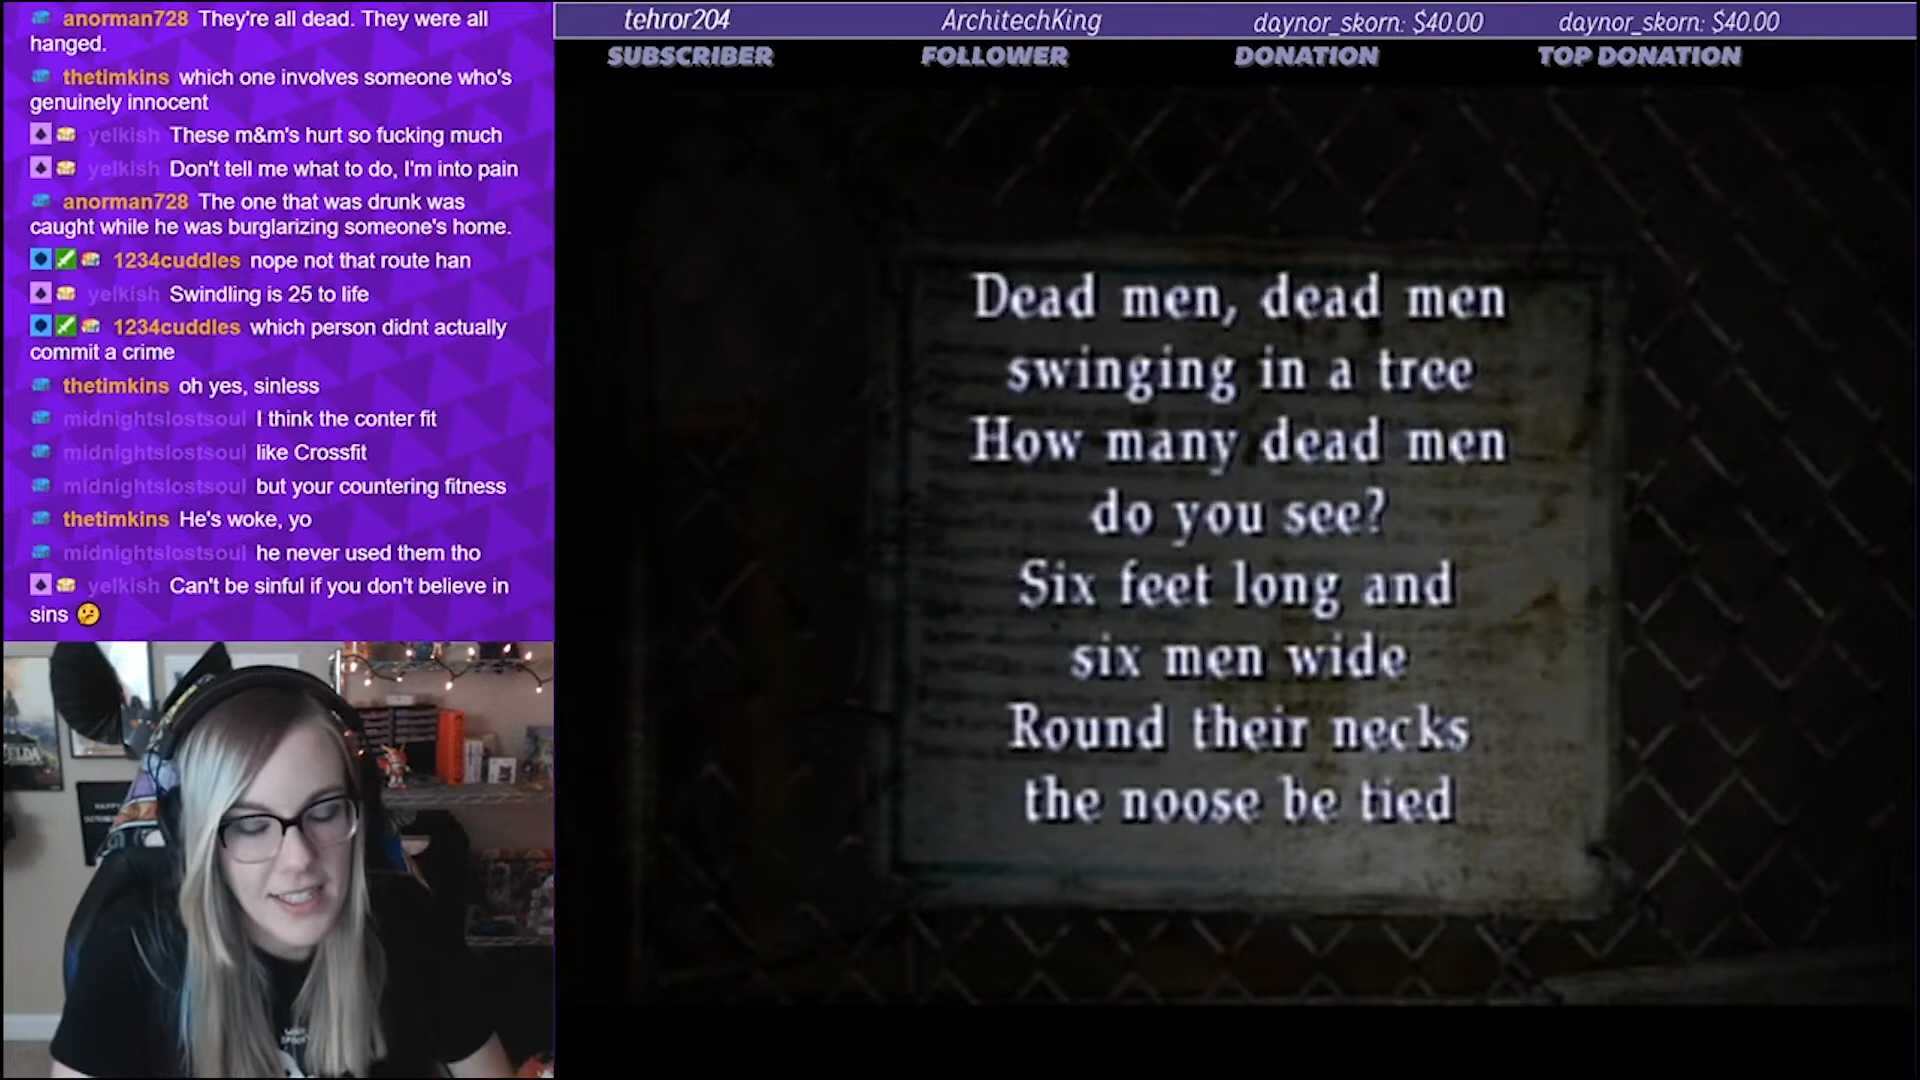 anorman728 They're all dead. They were all
hanged.
thetimkins which one involves someone who's
genuinely innocent
yelkish These m&m's hurt so fucking much
yelkish Don't tell me what to do, I'm into pain
anorman728 The one that was drunk was
caught while he was burglarizing someone's home.
1234cuddles nope not that route han
yelkish Swindling is 25 to life
1234cuddles which person didnt actually
commit a crime
thetimkins oh yes, sinless
midnightslostsoul I think the conter fit
midnightslostsoul like Crossfit
midnightslostsoul but your countering fitness
thetimkins He's woke, yo
midnightslostsoul he never used them tho
yelkish Can't be sinful if you don't believe in
sins 🤔
tehror204 ArchitechKing daynor_skorn: $40.00 daynor_skorn: $40.00
SUBSCRIBER FOLLOWER DONATION TOP DONATION
Dead men, dead men
swinging in a tree
How many dead men
do you see?
Six feet long and
six men wide
Round their necks
the noose be tied